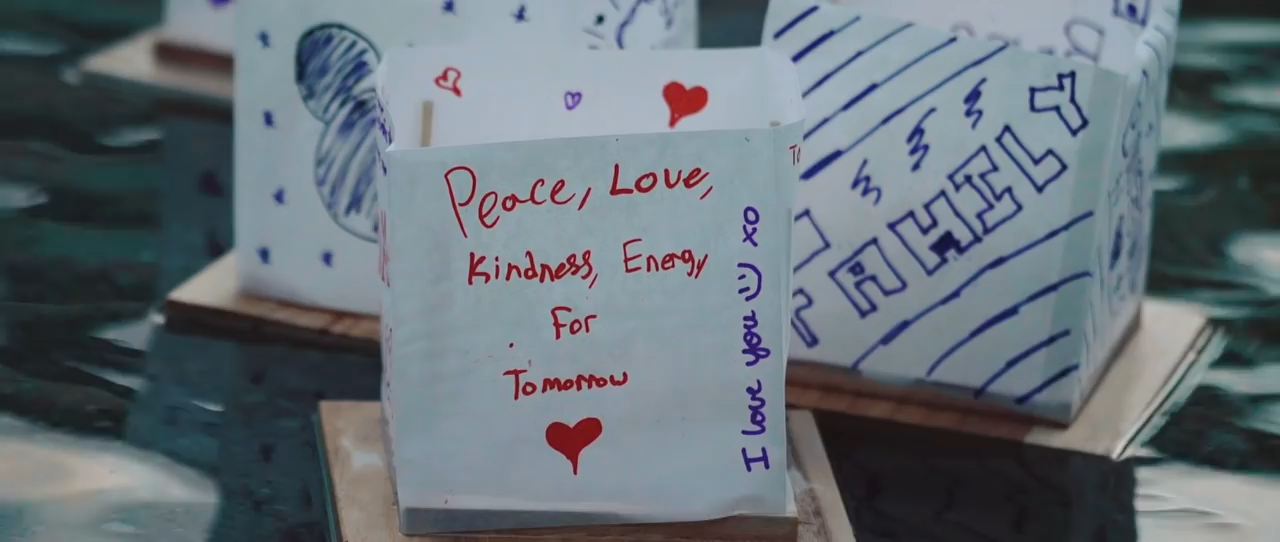 Peace, Love,
Kindness, Energy
For
Tomorrow
I love you :) xo
FAMILY